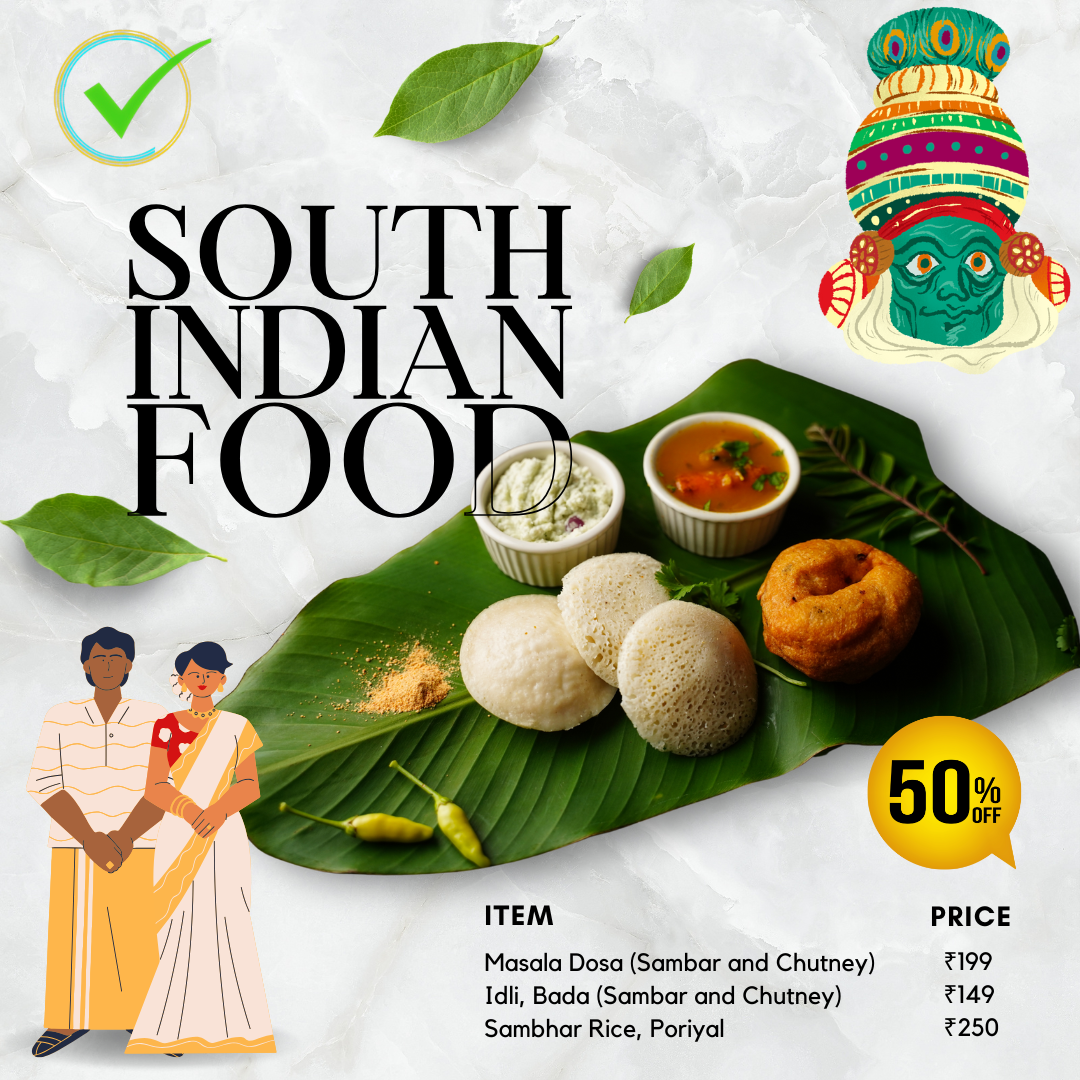 SOUTH
INDIAN
FOOD
50% OFF
ITEM PRICE
Masala Dosa (Sambar and Chutney) ₹199
Idli, Bada (Sambar and Chutney) ₹149
Sambhar Rice, Poriyal ₹250